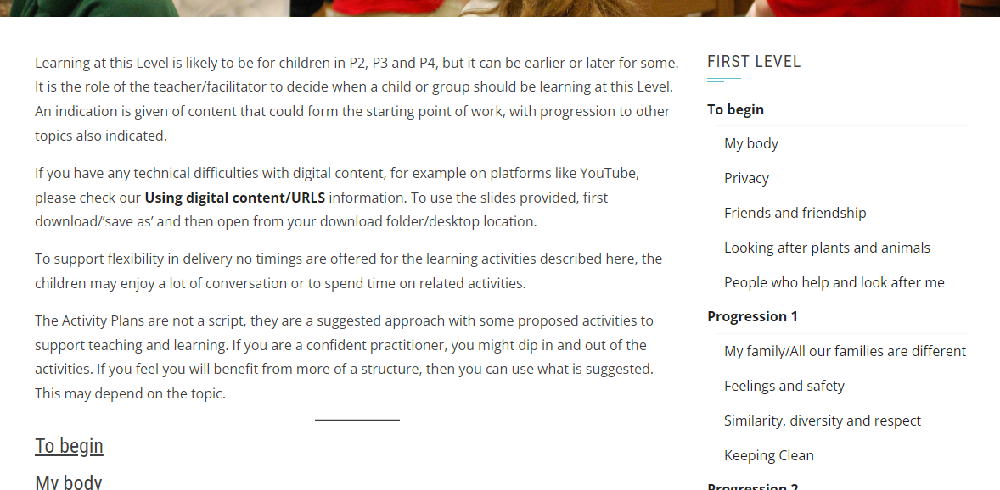 Learning at this Level is likely to be for children in P2, P3 and P4, but it can be earlier or later for some.
It is the role of the teacher/facilitator to decide when a child or group should be learning at this Level.
An indication is given of content that could form the starting point of work, with progression to other
topics also indicated.
If you have any technical difficulties with digital content, for example on platforms like YouTube,
please check our Using digital content/URLS information. To use the slides provided, first
download/’save as’ and then open from your download folder/desktop location.
To support flexibility in delivery no timings are offered for the learning activities described here, the
children may enjoy a lot of conversation or to spend time on related activities.
The Activity Plans are not a script, they are a suggested approach with some proposed activities to
support teaching and learning. If you are a confident practitioner, you might dip in and out of the
activities. If you feel you will benefit from more of a structure, then you can use what is suggested.
This may depend on the topic.
To begin
My body
FIRST LEVEL
To begin
My body
Privacy
Friends and friendship
Looking after plants and animals
People who help and look after me
Progression 1
My family/All our families are different
Feelings and safety
Similarity, diversity and respect
Keeping Clean
Progression 2